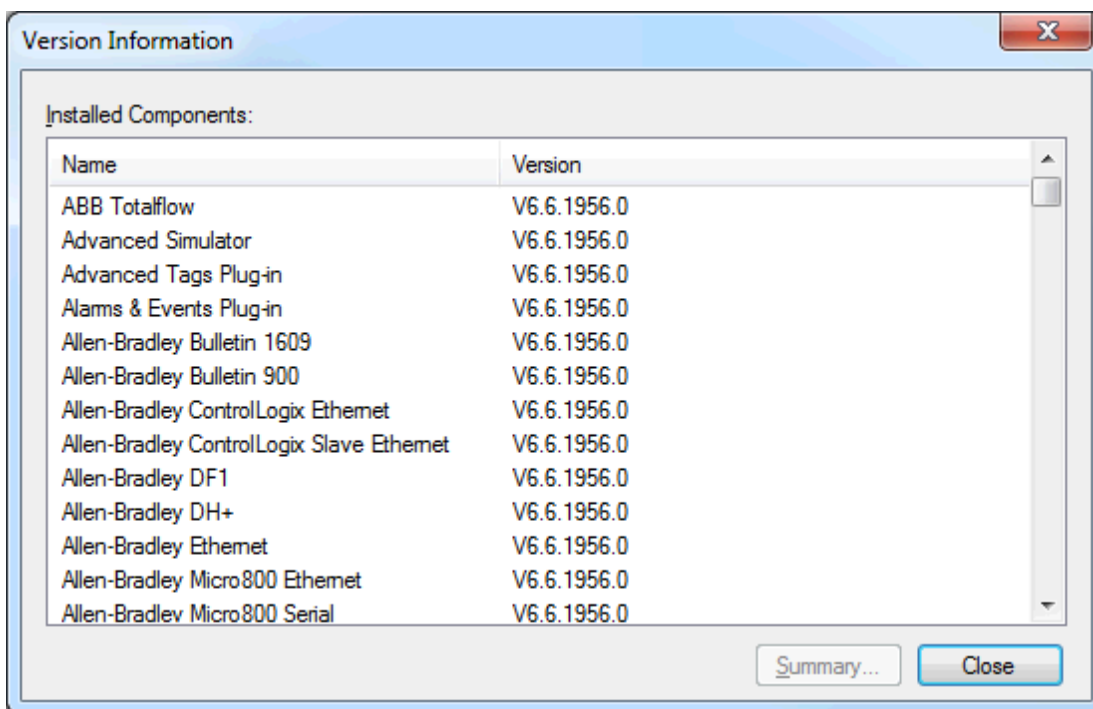 Version Information
Installed Components:
Name Version
ABB Totalflow V6.6.1956.0
Advanced Simulator V6.6.1956.0
Advanced Tags Plug-in V6.6.1956.0
Alarms & Events Plug-in V6.6.1956.0
Allen-Bradley Bulletin 1609 V6.6.1956.0
Allen-Bradley Bulletin 900 V6.6.1956.0
Allen-Bradley ControlLogix Ethernet V6.6.1956.0
Allen-Bradley ControlLogix Slave Ethernet V6.6.1956.0
Allen-Bradley DF1 V6.6.1956.0
Allen-Bradley DH+ V6.6.1956.0
Allen-Bradley Ethernet V6.6.1956.0
Allen-Bradley Micro800 Ethernet V6.6.1956.0
Allen-Bradley Micro800 Serial V6.6.1956.0
Summary... Close